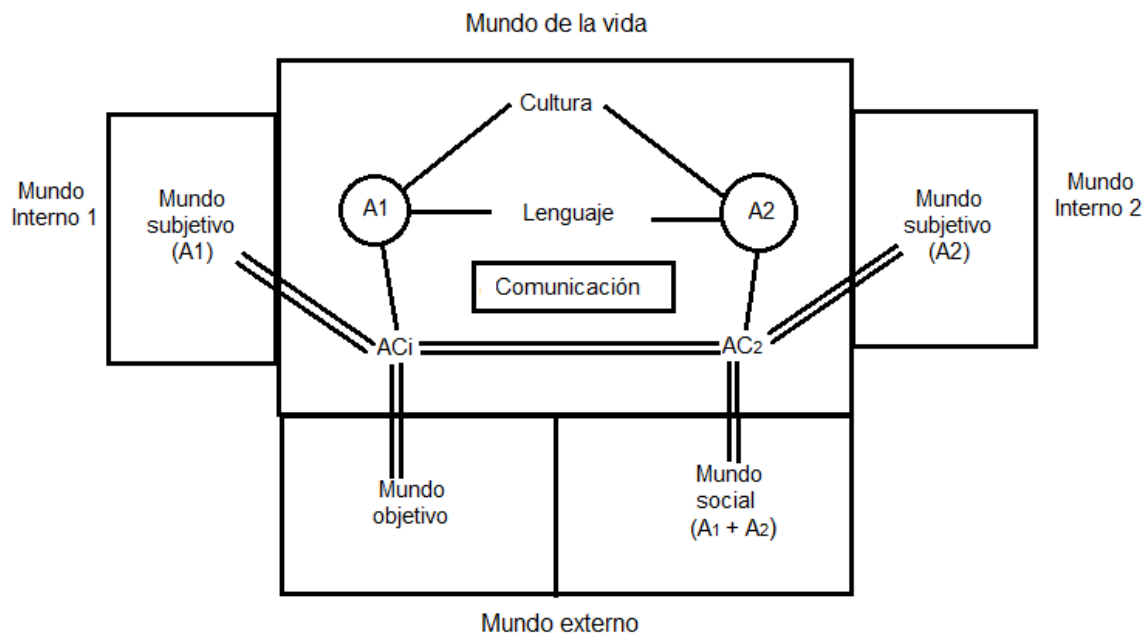 Mundo de la vida
Cultura
Mundo
Interno 1
Mundo
subjetivo
(A1)
A1
Lenguaje
A2
Mundo
subjetivo
(A2)
Mundo
Interno 2
Comunicación
ACi
AC2
Mundo
objetivo
Mundo
social
(A1 + A2)
Mundo externo